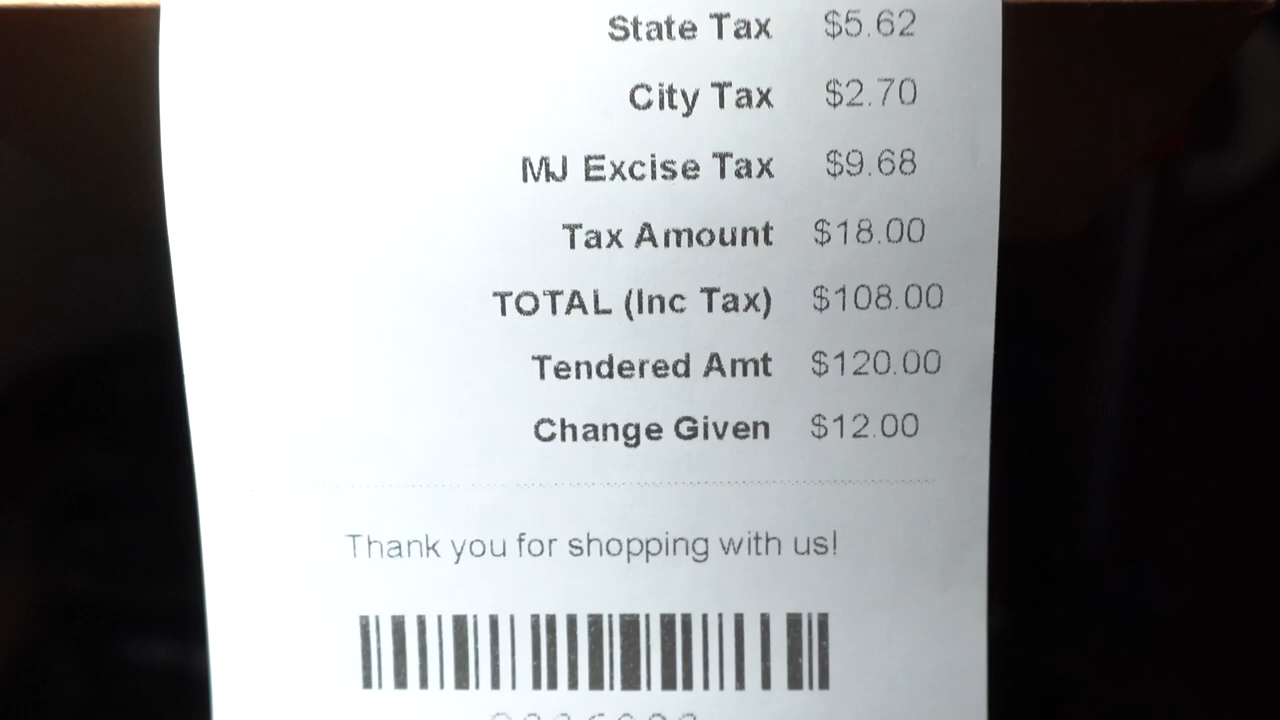 State Tax $5.62
City Tax $2.70
MJ Excise Tax $9.68
Tax Amount $18.00
TOTAL (Inc Tax) $108.00
Tendered Amt $120.00
Change Given $12.00
Thank you for shopping with us!